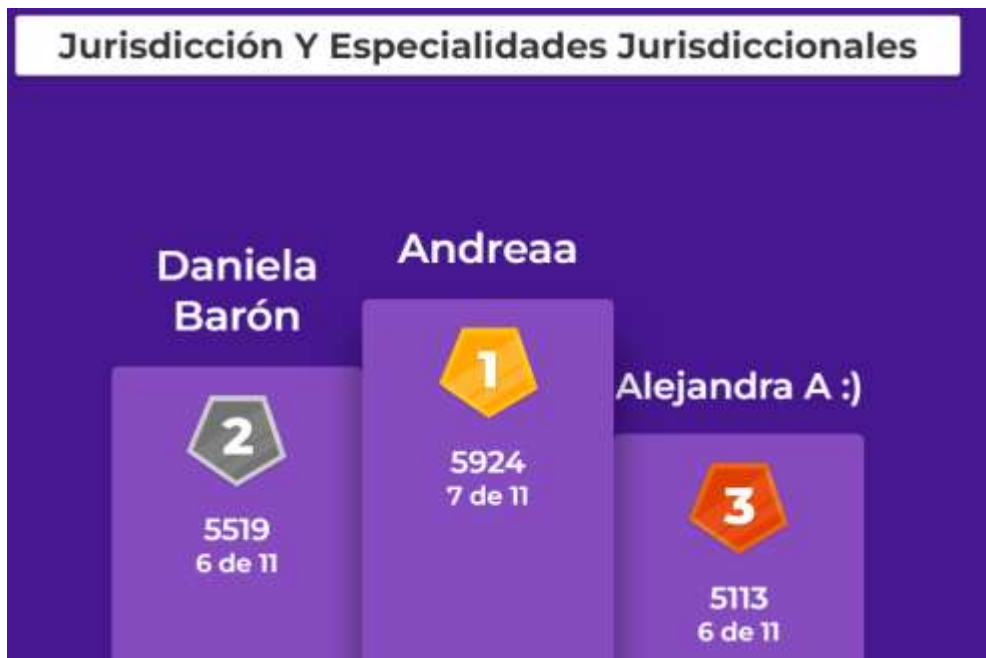 Jurisdicción Y Especialidades Jurisdiccionales
Daniela
Barón
2
5519
6 de 11
Andreaa
1
5924
7 de 11
Alejandra A :)
3
5113
6 de 11